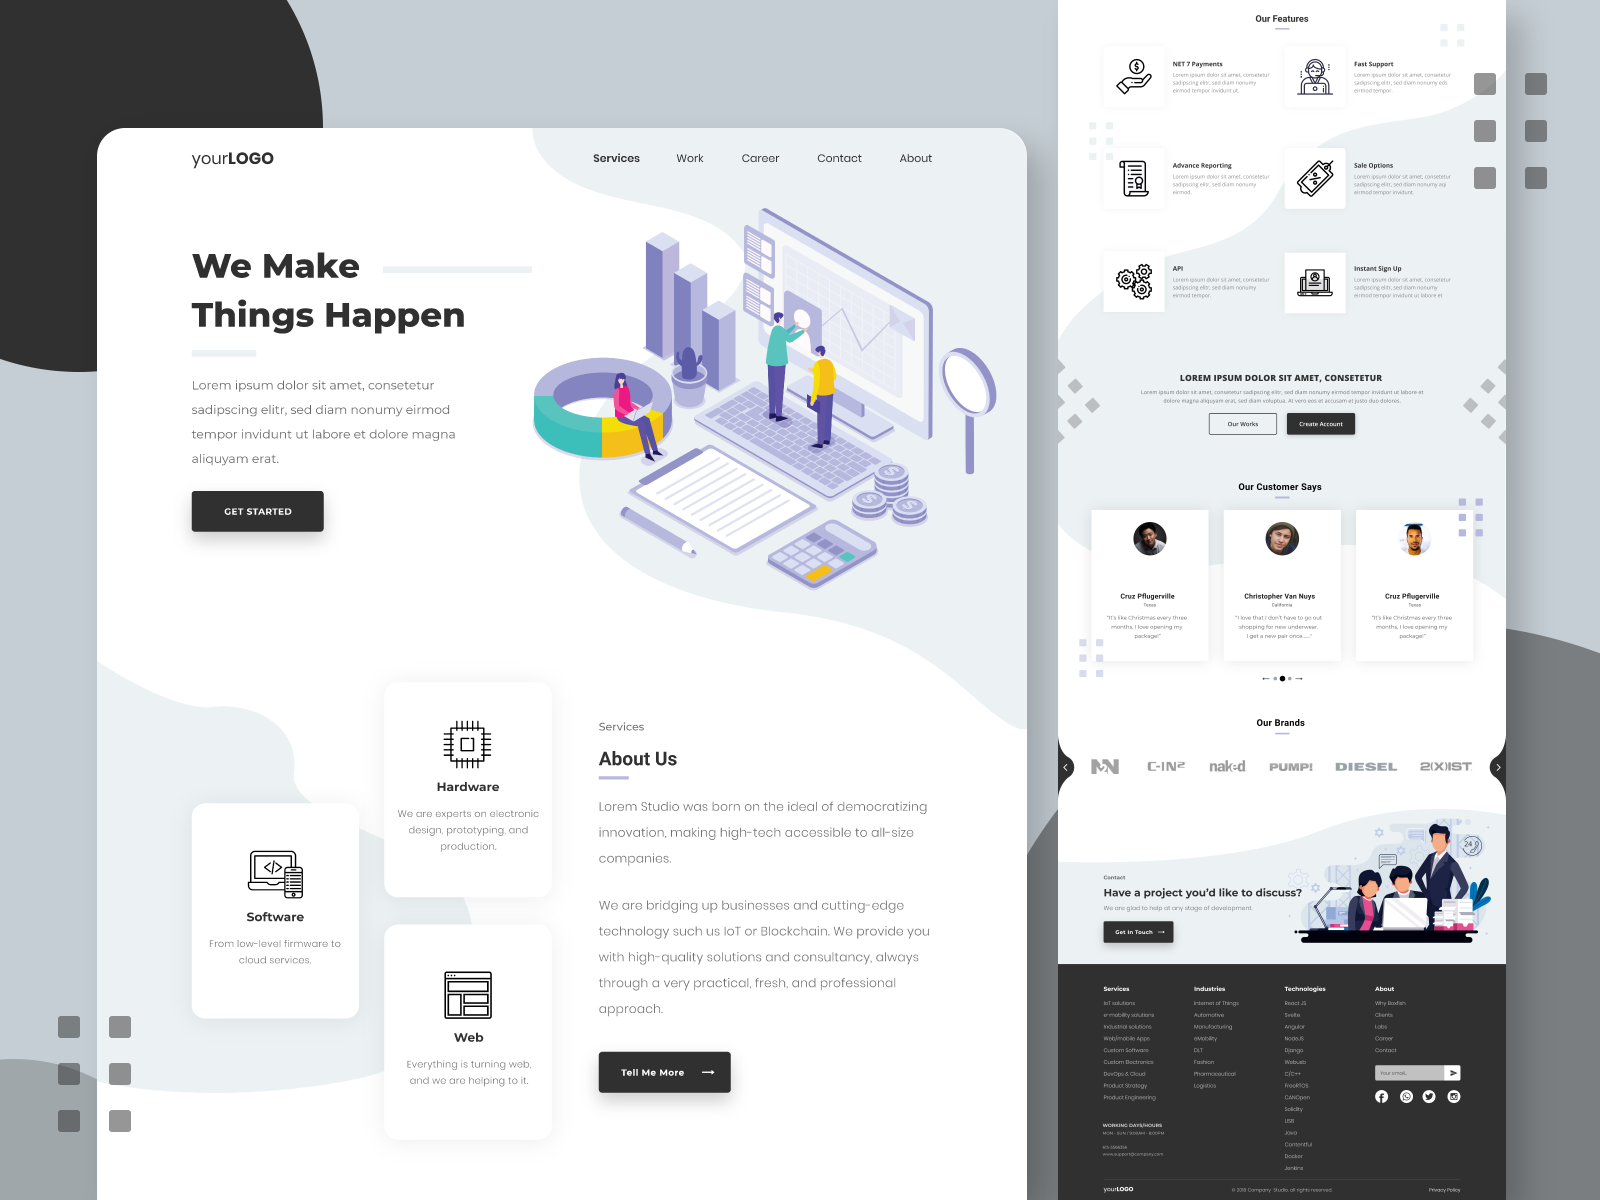 yourLOGO
Services
Work
Career
Contact
About
We Make
Things Happen
Lorem ipsum dolor sit amet, consetetur
sadipscing elitr, sed diam nonumy eirmod
tempor invidunt ut labore et dolore magna
aliquyam erat.
GET STARTED
Hardware
We are experts on electronic
design, prototyping, and
production.
Software
From low-level firmware to
cloud services.
Web
Everything is turning web,
and we are helping to it.
Services
About Us
Lorem Studio was born on the ideal of democratizing
innovation, making high-tech accessible to all-size
companies.
We are bridging up businesses and cutting-edge
technology such us IoT or Blockchain. We provide you
with high-quality solutions and consultancy, always
through a very practical, fresh, and professional
approach.
Tell Me More
Our Features
NET 7 Payments
Lorem ipsum dolor sit amet, consetetur
sadipscing elitr, sed diam nonumy
eirmod tempor invidunt ut.
Fast Support
Lorem ipsum dolor sit amet, consetetur
sadipscing elitr, sed diam nonumy eds
eirmod tempor.
Advance Reporting
Lorem ipsum dolor sit amet, consetetur
sadipscing elitr, sed diam nonumy
eirmod.
Sale Options
Lorem ipsum dolor sit amet, consetetur
sadipscing elitr, sed diam nonumy
eirmod tempor invidunt.
API
Lorem ipsum dolor sit amet, consetetur
sadipscing elitr, sed diam nonumy
eirmod tempor.
Instant Sign Up
Lorem ipsum dolor sit amet, consetetur
sadipscing elitr, sed diam nonumy
eirmod tempor invidunt ut labore et
LOREM IPSUM DOLOR SIT AMET, CONSETETUR
Lorem ipsum dolor sit amet, consetetur sadipscing elitr, sed diam nonumy eirmod tempor invidunt ut labore et
dolore magna aliquyam erat, sed diam voluptua. At vero eos et accusam et justo duo dolores.
Our Works
Create Account
Our Customer Says
Cruz Pflugerville
Texas
"It's like Christmas every three
months, I love opening my
package!"
Christopher Van Nuys
California
"I love that I don't have to go out
shopping for new underwear,
I get a new pair once....."
Cruz Pflugerville
Texas
"It's like Christmas every three
months, I love opening my
package!"
Our Brands
N2N
C-IN2
naked
PUMP!
DIESEL
2(X)IST
24
Contact
Have a project you'd like to discuss?
We are glad to help at any stage of development.
Get In Touch
Services
IoT solutions
e-mobility solutions
Industrial solutions
Web/mobile Apps
Custom Software
Custom Electronics
DevOps & Cloud
Product Strategy
Product Engineering
WORKING DAYS/HOURS
MON - SUN / 9:00AM - 8:00PM
www.support@company.com
Industries
Internet of Things
Automotive
Manufacturing
eMobility
DLT
Fashion
Pharmaceutical
Logistics
Technologies
React JS
Svelte
Angular
NodeJS
Django
Webusb
C/C++
FreeRTOS
CANOpen
Solidity
USB
Java
Contentful
Docker
Jenkins
About
Why Boxfish
Clients
Labs
Career
Contact
Your email..
yourLOGO
© 2018 Company Studio, all rights reserved.
Privacy Policy